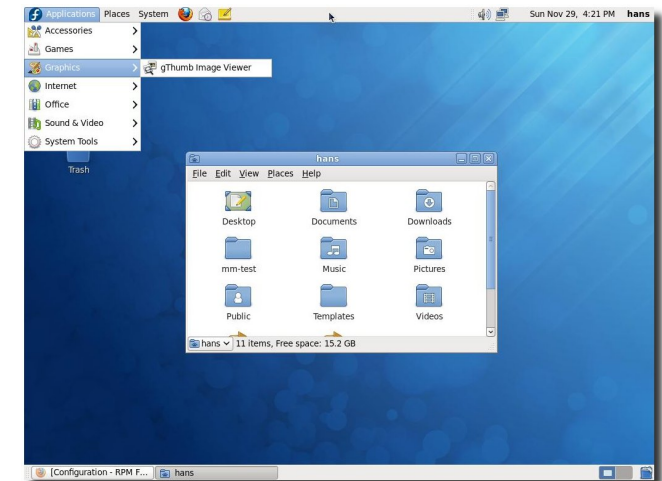 Applications Places System Sun Nov 29, 4:21 PM hans
Accessories
Games
Graphics
gThumb Image Viewer
Internet
Office
Sound & Video
System Tools
Trash
hans
File Edit View Places Help
Desktop Documents Downloads
mm-test Music Pictures
Public Templates Videos
hans 11 items, Free space: 15.2 GB
[Configuration - RPM F... hans